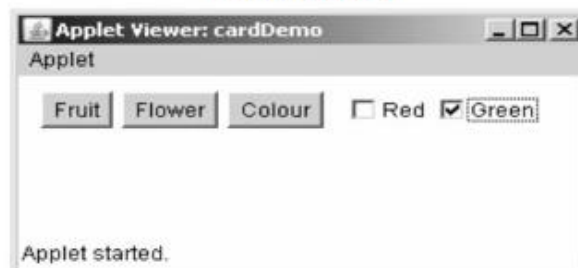 Applet Viewer: cardDemo
Applet
Fruit Flower Colour Red Green
Applet started.